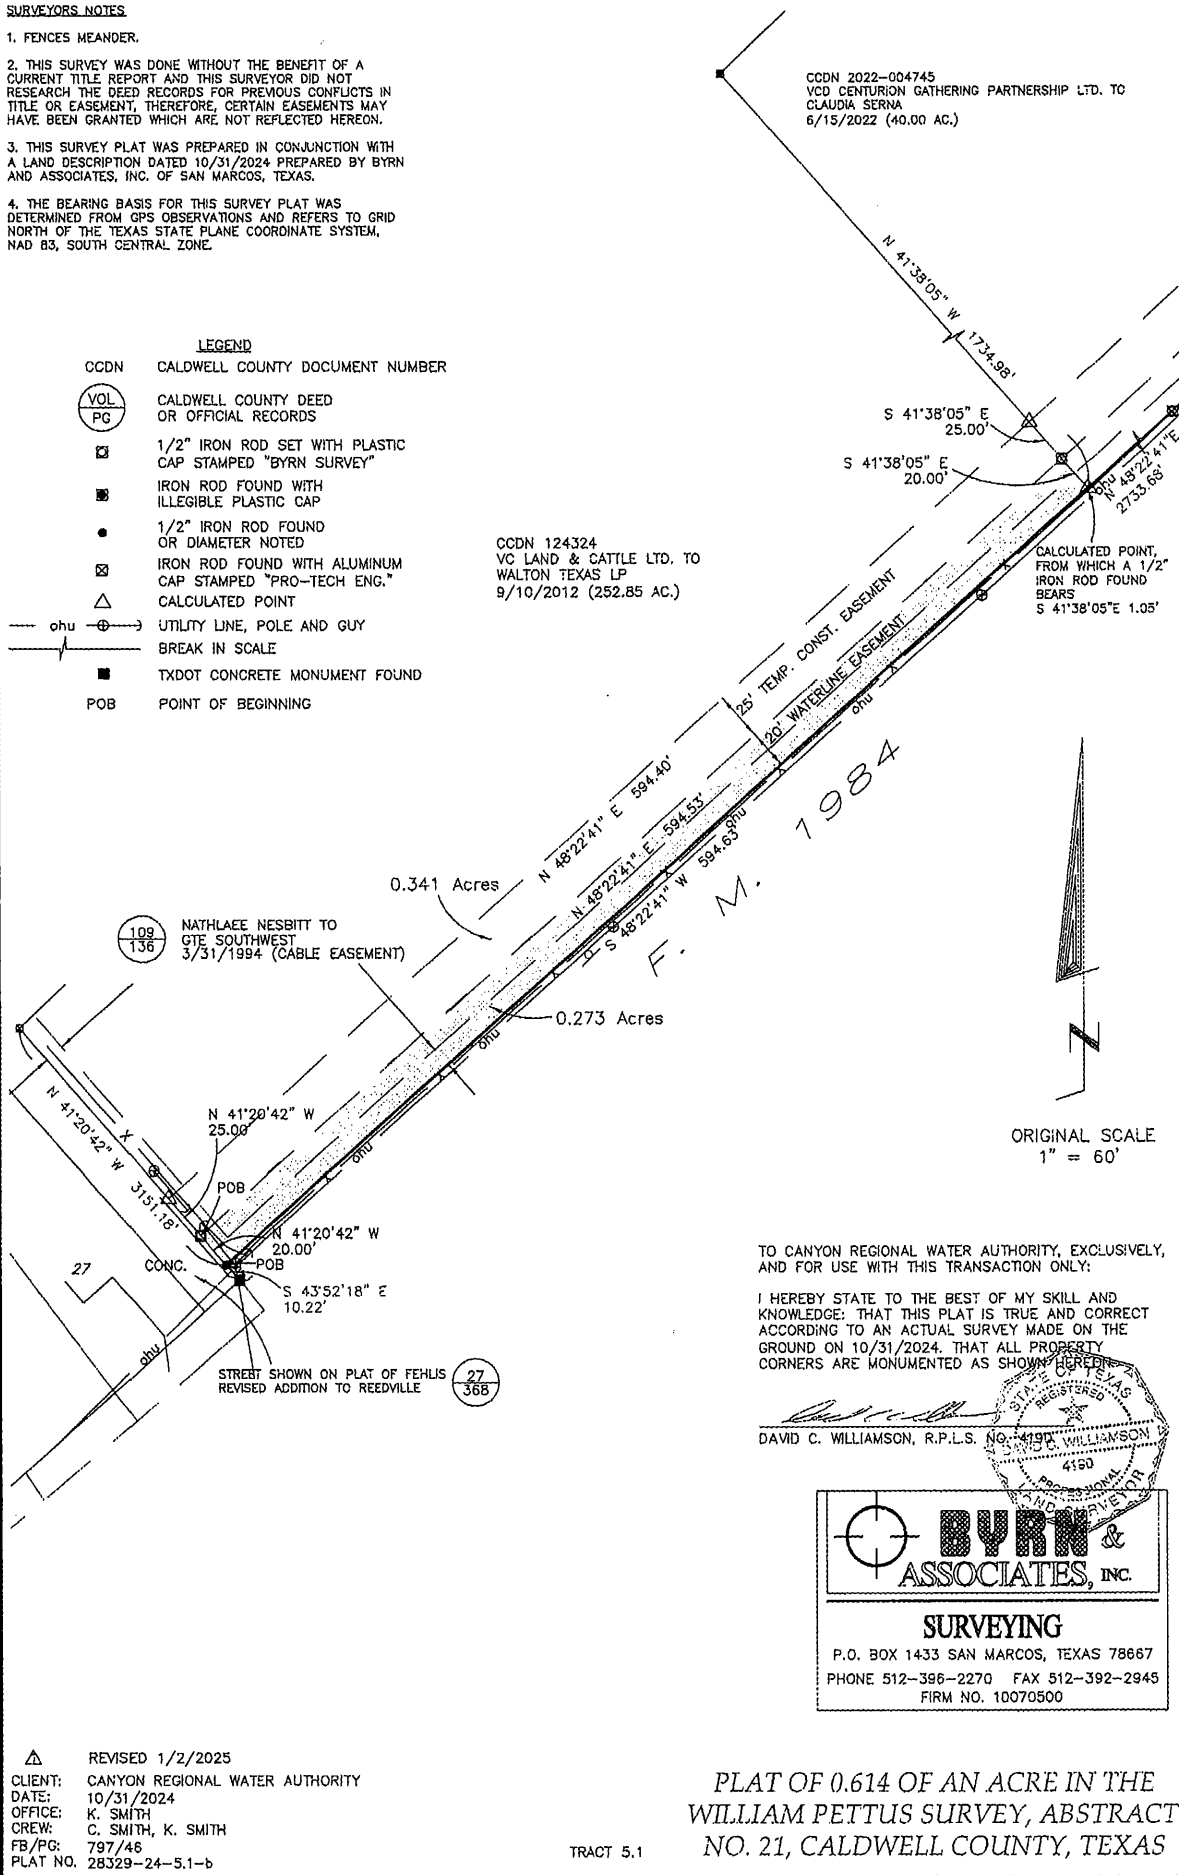 SURVEYORS NOTES
1. FENCES MEANDER.
2. THIS SURVEY WAS DONE WITHOUT THE BENEFIT OF A
CURRENT TITLE REPORT AND THIS SURVEYOR DID NOT
RESEARCH THE DEED RECORDS FOR PREVIOUS CONFLICTS IN
TITLE OR EASEMENT, THEREFORE, CERTAIN EASEMENTS MAY
HAVE BEEN GRANTED WHICH ARE NOT REFLECTED HEREON.
3. THIS SURVEY PLAT WAS PREPARED IN CONJUNCTION WITH
A LAND DESCRIPTION DATED 10/31/2024 PREPARED BY BYRN
AND ASSOCIATES, INC. OF SAN MARCOS, TEXAS.
4. THE BEARING BASIS FOR THIS SURVEY PLAT WAS
DETERMINED FROM GPS OBSERVATIONS AND REFERS TO GRID
NORTH OF THE TEXAS STATE PLANE COORDINATE SYSTEM,
NAD 83, SOUTH CENTRAL ZONE.
CCDN 2022-004745
VCD CENTURION GATHERING PARTNERSHIP LTD. TO
CLAUDIA SERNA
6/15/2022 (40.00 AC.)
N 41°38'05" W 1734.98'
LEGEND
CCDN CALDWELL COUNTY DOCUMENT NUMBER
VOL
PG
CALDWELL COUNTY DEED
OR OFFICIAL RECORDS
1/2" IRON ROD SET WITH PLASTIC
CAP STAMPED "BYRN SURVEY"
IRON ROD FOUND WITH
ILLEGIBLE PLASTIC CAP
1/2" IRON ROD FOUND
OR DIAMETER NOTED
IRON ROD FOUND WITH ALUMINUM
CAP STAMPED "PRO-TECH ENG."
CALCULATED POINT
ohu UTILITY LINE, POLE AND GUY
BREAK IN SCALE
TXDOT CONCRETE MONUMENT FOUND
POB POINT OF BEGINNING
S 41°38'05" E
25.00'
S 41°38'05" E
20.00'
ohu
N 48°22'41"E
2733.68'
CALCULATED POINT,
FROM WHICH A 1/2"
IRON ROD FOUND
BEARS
S 41°38'05"E 1.05'
CCDN 124324
VC LAND & CATTLE LTD. TO
WALTON TEXAS LP
9/10/2012 (252.85 AC.)
25' TEMP. CONST. EASEMENT
20' WATERLINE EASEMENT
ohu
N 48°22'41" E 594.40'
N 48°22'41" E 594.53'
S 48°22'41" W 594.63'
ohu
F. M. 1984
0.341 Acres
109
136
NATHLAEE NESBITT TO
GTE SOUTHWEST
3/31/1994 (CABLE EASEMENT)
0.273 Acres
ohu
ohu
N 41°20'42" W 3151.18'
X
N 41°20'42" W
25.00'
POB
N 41°20'42" W
20.00'
CONC.
POB
S 43°52'18" E
10.22'
27
ohu
STREET SHOWN ON PLAT OF FEHLIS
REVISED ADDITION TO REEDVILLE
27
368
N
ORIGINAL SCALE
1" = 60'
TO CANYON REGIONAL WATER AUTHORITY, EXCLUSIVELY,
AND FOR USE WITH THIS TRANSACTION ONLY:
I HEREBY STATE TO THE BEST OF MY SKILL AND
KNOWLEDGE: THAT THIS PLAT IS TRUE AND CORRECT
ACCORDING TO AN ACTUAL SURVEY MADE ON THE
GROUND ON 10/31/2024. THAT ALL PROPERTY
CORNERS ARE MONUMENTED AS SHOWN HEREON.
DAVID C. WILLIAMSON, R.P.L.S. NO. 4190
STATE OF TEXAS
REGISTERED
DAVID C. WILLIAMSON
4190
PROFESSIONAL
LAND SURVEYOR
BYRN &
ASSOCIATES, INC.
SURVEYING
P.O. BOX 1433 SAN MARCOS, TEXAS 78667
PHONE 512-396-2270 FAX 512-392-2945
FIRM NO. 10070500
1 REVISED 1/2/2025
CLIENT: CANYON REGIONAL WATER AUTHORITY
DATE: 10/31/2024
OFFICE: K. SMITH
CREW: C. SMITH, K. SMITH
FB/PG: 797/46
PLAT NO. 28329-24-5.1-b
TRACT 5.1
PLAT OF 0.614 OF AN ACRE IN THE
WILLIAM PETTUS SURVEY, ABSTRACT
NO. 21, CALDWELL COUNTY, TEXAS